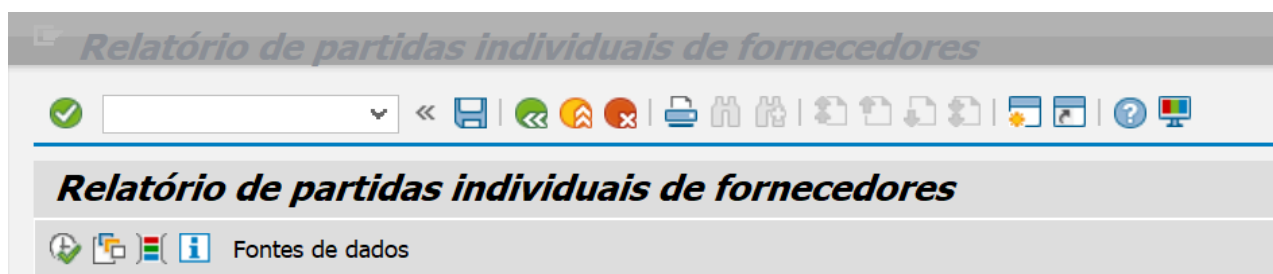 Relatório de partidas individuais de fornecedores
Relatório de partidas individuais de fornecedores
Fontes de dados